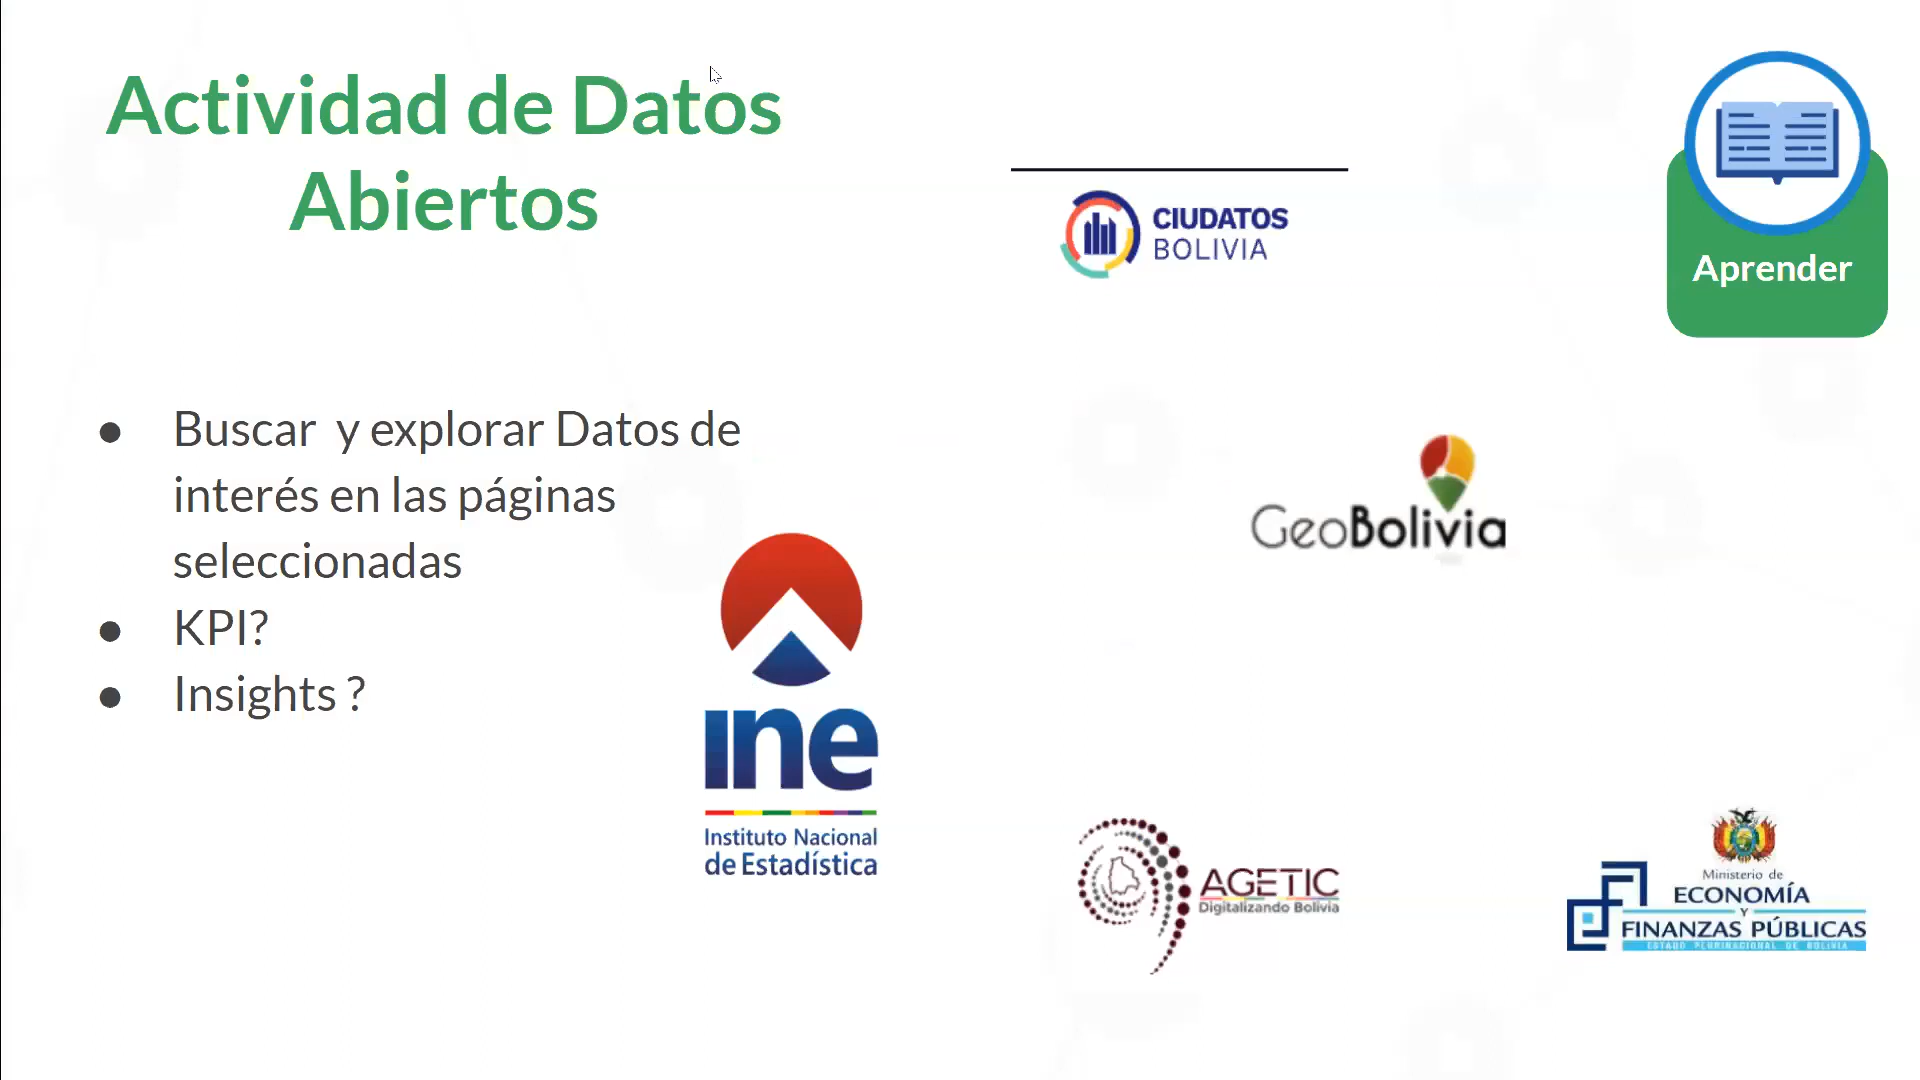 Actividad de Datos
Abiertos
CIUDATOS
BOLIVIA
Aprender
● Buscar y explorar Datos de
interés en las páginas
seleccionadas
● KPI?
● Insights ?
GeoBolivia
ine
Instituto Nacional
de Estadística
AGETIC
Digitalizando Bolivia
Ministerio de
ECONOMÍA
Y
FINANZAS PÚBLICAS
ESTADO PLURINACIONAL DE BOLIVIA